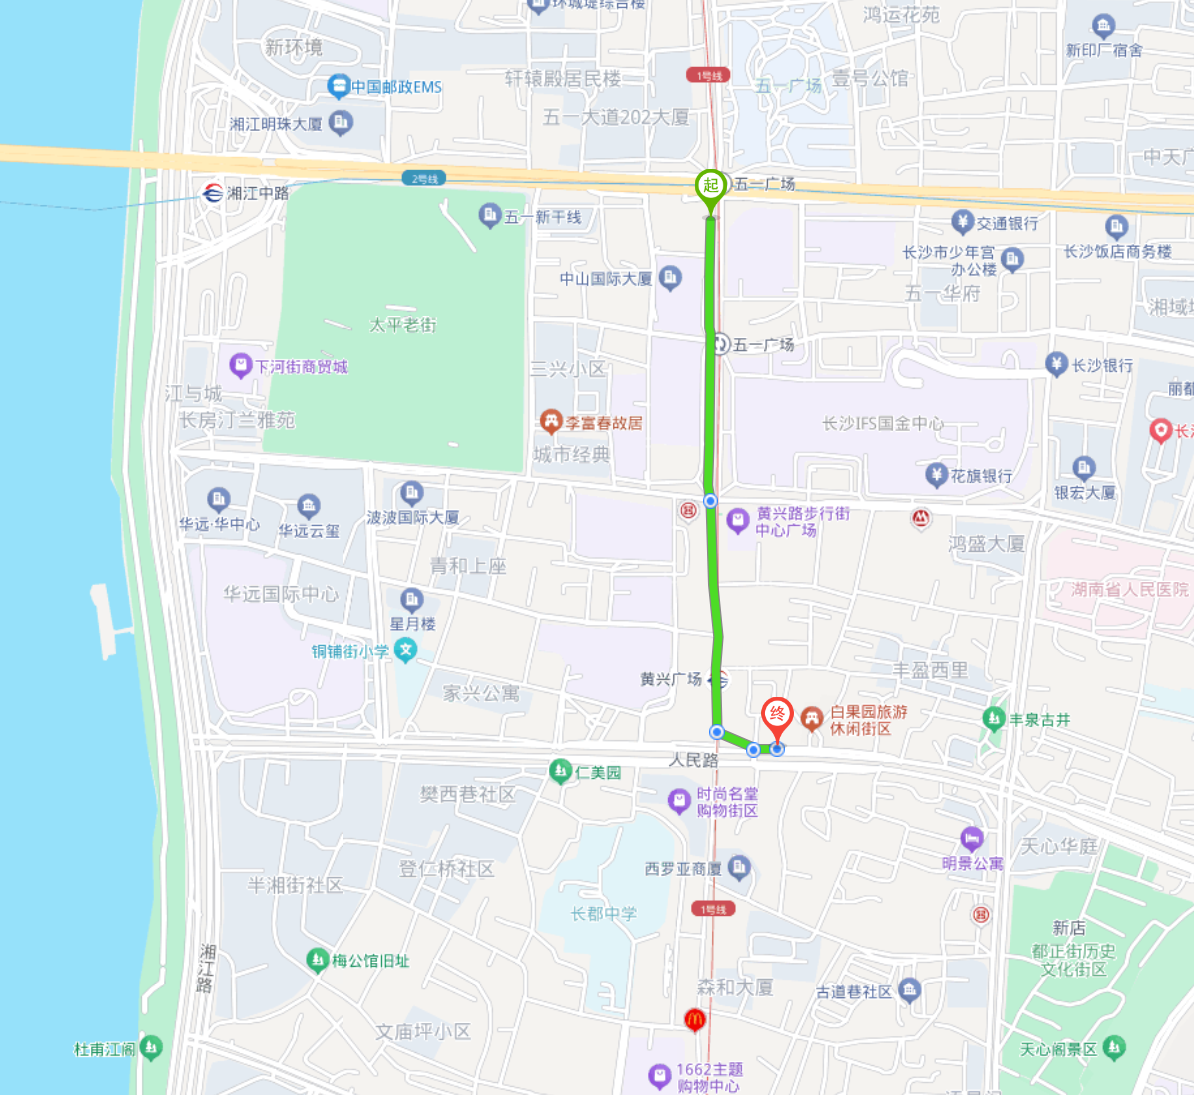 环城堤综合楼
鸿运花苑
新环境
新印厂宿舍
1号线
轩辕殿居民楼
五一广场
壹号公馆
中国邮政EMS
湘江明珠大厦
五一大道202大厦
中天广
2号线
起
五一广场
湘江中路
五一新干线
交通银行
长沙市少年宫
办公楼
长沙饭店商务楼
中山国际大厦
五一华府
湘域
太平老街
五一广场
下河街商贸城
三兴小区
长沙银行
江与城
丽都
长房汀兰雅苑
李富春故居
长沙IFS国金中心
长
城市经典
花旗银行
银宏大厦
华远·华中心
华远云玺
波波国际大厦
黄兴路步行街
中心广场
鸿盛大厦
青和上座
华远国际中心
湖南省人民医院
星月楼
铜铺街小学
文
黄兴广场
丰盈西里
家兴公寓
终
白果园旅游
休闲街区
丰泉古井
人民路
仁美园
樊西巷社区
时尚名堂
购物街区
天心华庭
登仁桥社区
西罗亚商厦
明景公寓
半湘街社区
1号线
长郡中学
新店
都正街历史
文化街区
湘江路
梅公馆旧址
森和大厦
古道巷社区
文庙坪小区
杜甫江阁
天心阁景区
1662主题
购物中心